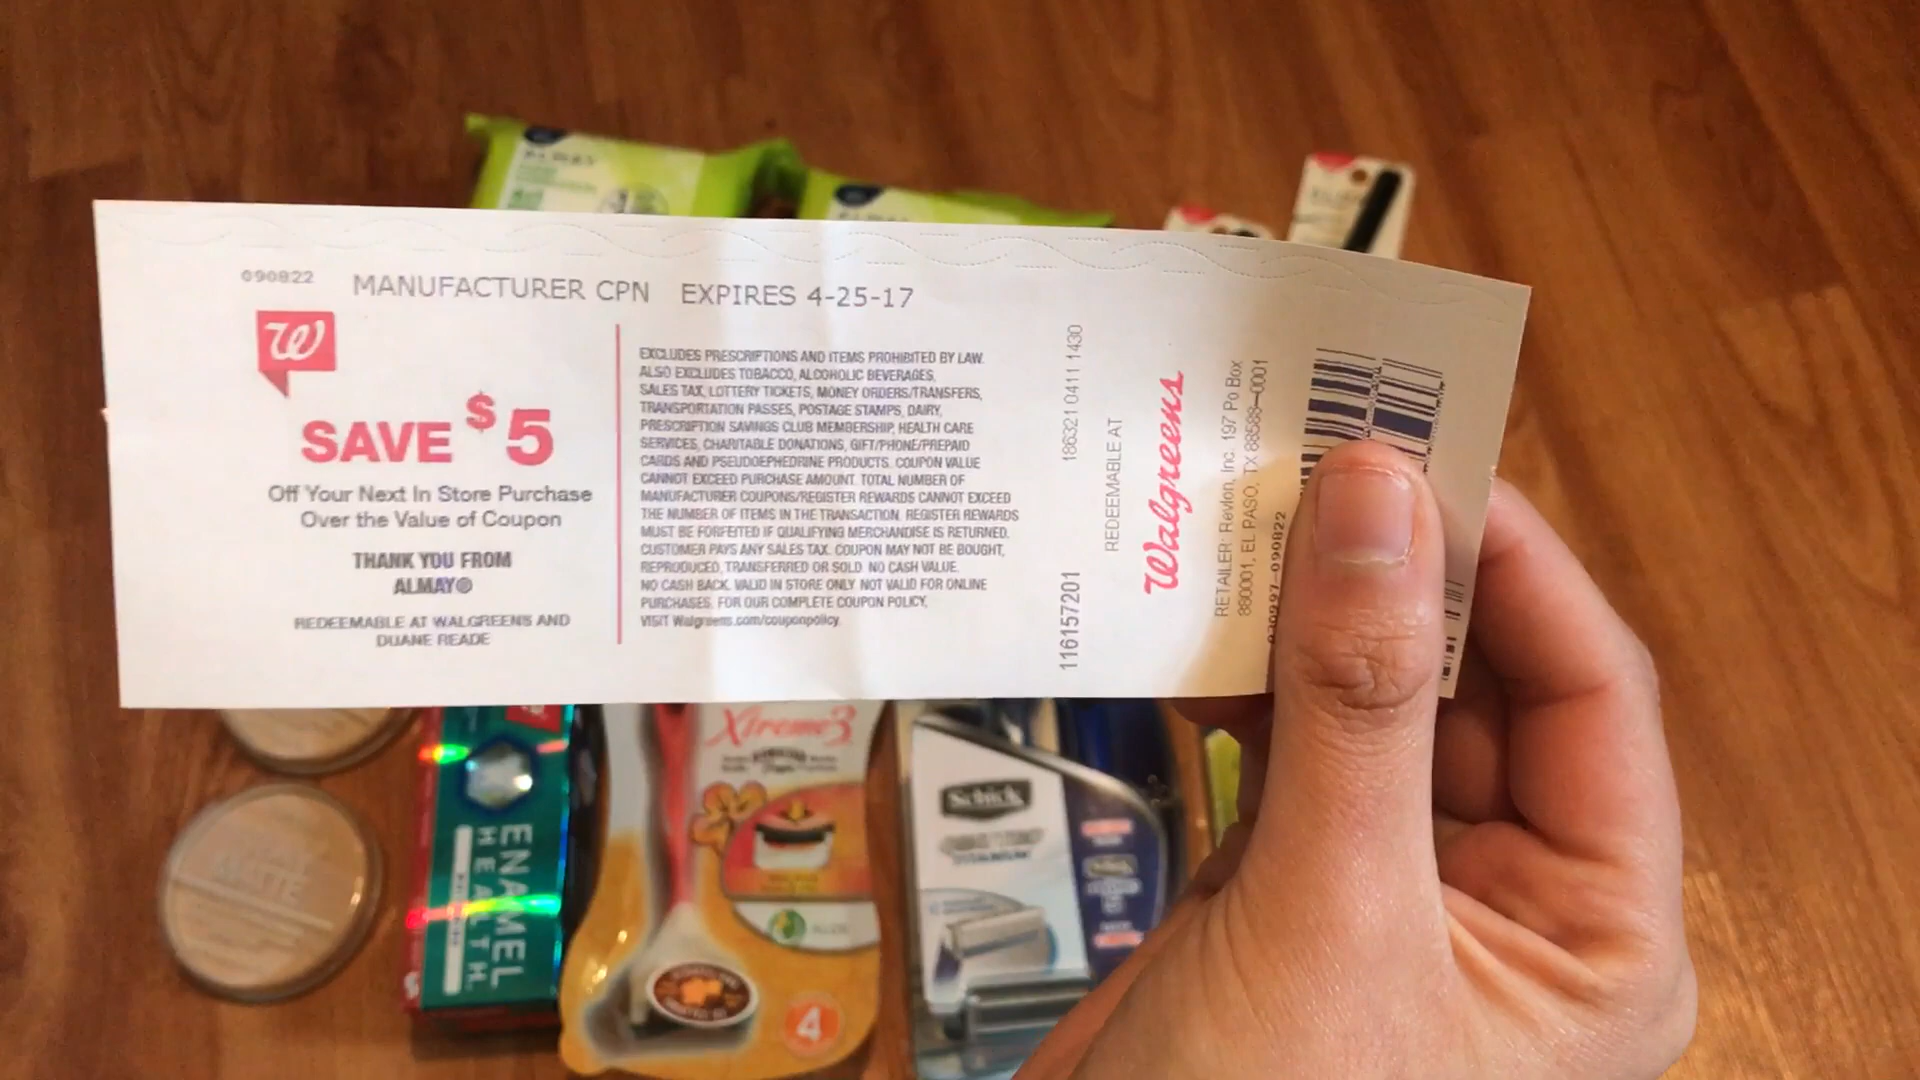 090822 MANUFACTURER CPN EXPIRES 4-25-17
W
SAVE $5
Off Your Next In Store Purchase
Over the Value of Coupon
THANK YOU FROM
ALMAY®
REDEEMABLE AT WALGREENS AND
DUANE READE
EXCLUDES PRESCRIPTIONS AND ITEMS PROHIBITED BY LAW.
ALSO EXCLUDES TOBACCO, ALCOHOLIC BEVERAGES,
SALES TAX, LOTTERY TICKETS, MONEY ORDERS/TRANSFERS,
TRANSPORTATION PASSES, POSTAGE STAMPS, DAIRY,
PRESCRIPTION SAVINGS CLUB MEMBERSHIP, HEALTH CARE
SERVICES, CHARITABLE DONATIONS, GIFT/PHONE/PREPAID
CARDS AND PSEUDOEPHEDRINE PRODUCTS. COUPON VALUE
CANNOT EXCEED PURCHASE AMOUNT. TOTAL NUMBER OF
MANUFACTURER COUPONS/REGISTER REWARDS CANNOT EXCEED
THE NUMBER OF ITEMS IN THE TRANSACTION. REGISTER REWARDS
MUST BE FORFEITED IF QUALIFYING MERCHANDISE IS RETURNED.
CUSTOMER PAYS ANY SALES TAX. COUPON MAY NOT BE BOUGHT,
REPRODUCED, TRANSFERRED OR SOLD. NO CASH VALUE.
NO CASH BACK. VALID IN STORE ONLY. NOT VALID FOR ONLINE
PURCHASES. FOR OUR COMPLETE COUPON POLICY,
VISIT Walgreens.com/couponpolicy.
116157201 186321 0411 1430
REDEEMABLE AT
Walgreens
RETAILER: Revlon, Inc. 197 Po Box
880001, EL PASO, TX 88588-0001
090822
ENAMEL
HEALTH
Xtreme3
4
Schick